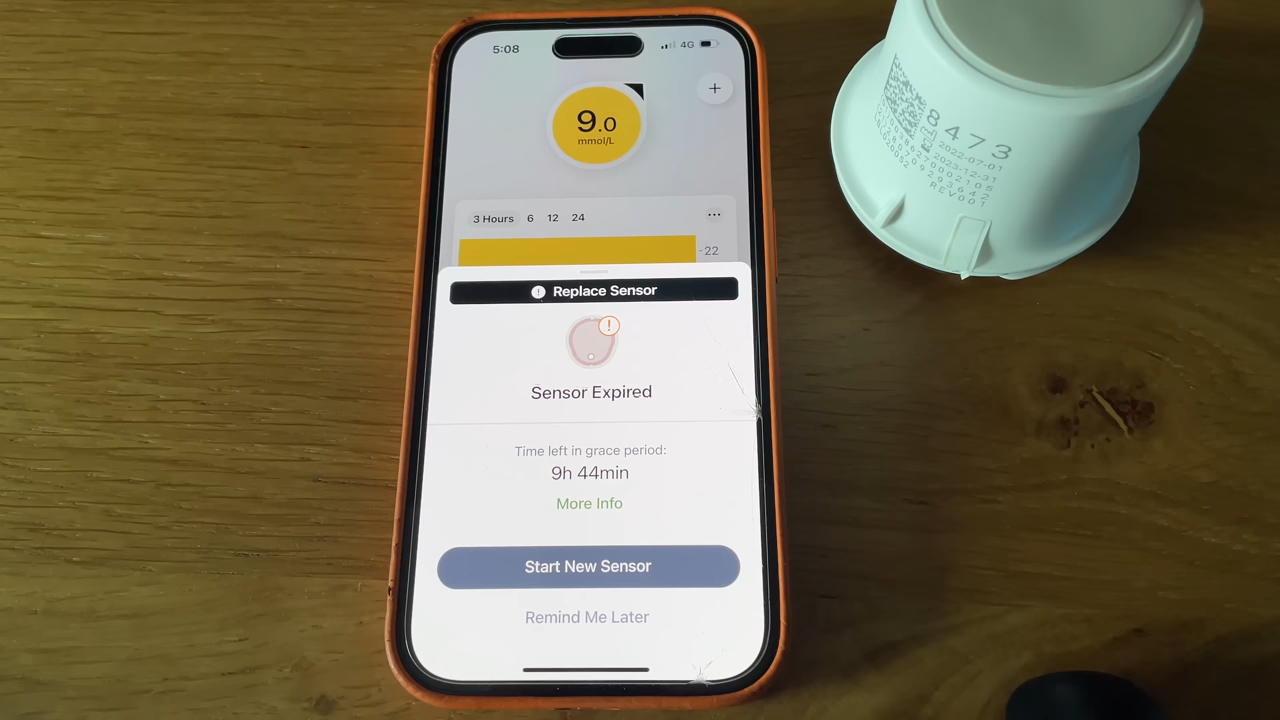 5:08
4G
9.0
mmol/L
+
3 Hours 6 12 24
22
Replace Sensor
Sensor Expired
Time left in grace period:
9h 44min
More Info
Start New Sensor
Remind Me Later
8473
2022-07-01
2023-12-31
REV001